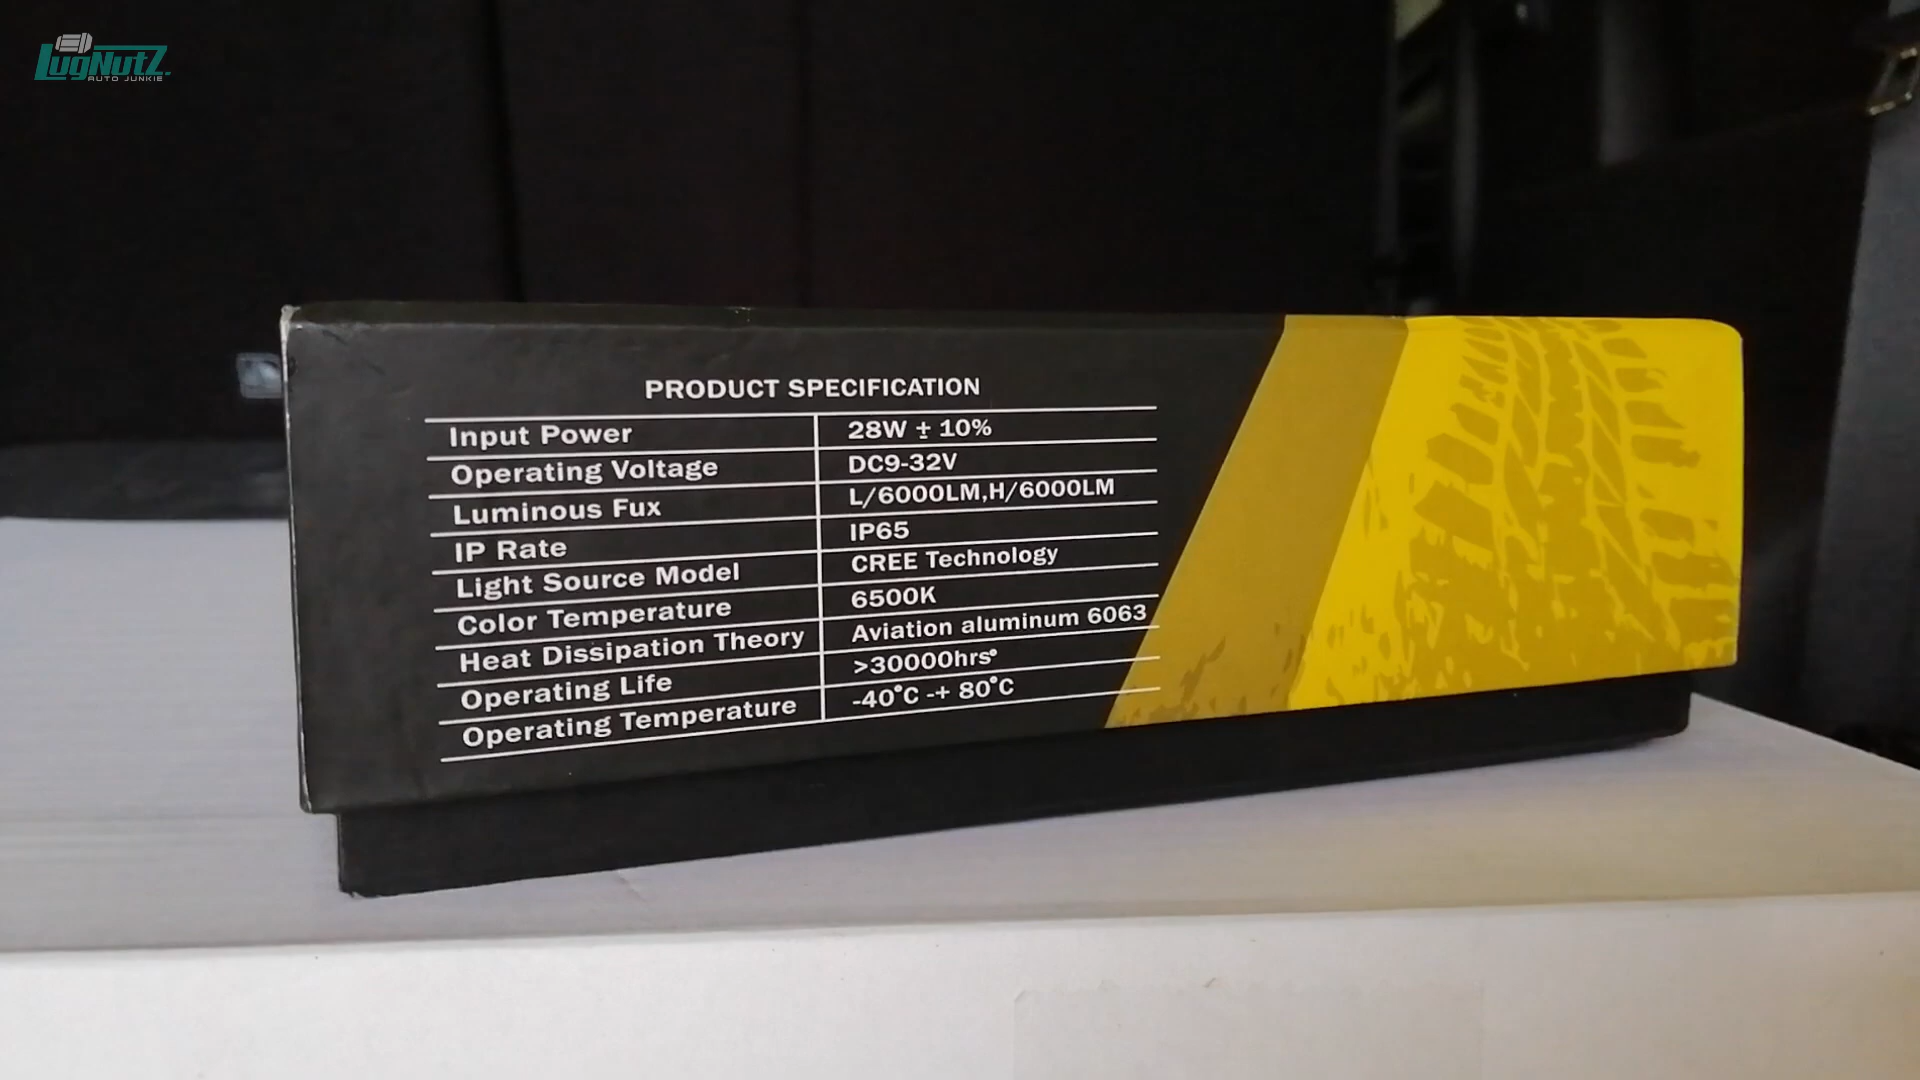 LugNutZ
AUTO JUNKIE
PRODUCT SPECIFICATION
Input Power 28W ± 10%
Operating Voltage DC9-32V
Luminous Fux L/6000LM,H/6000LM
IP Rate IP65
Light Source Model CREE Technology
Color Temperature 6500K
Heat Dissipation Theory Aviation aluminum 6063
Operating Life >30000hrs°
Operating Temperature -40°C -+ 80°C